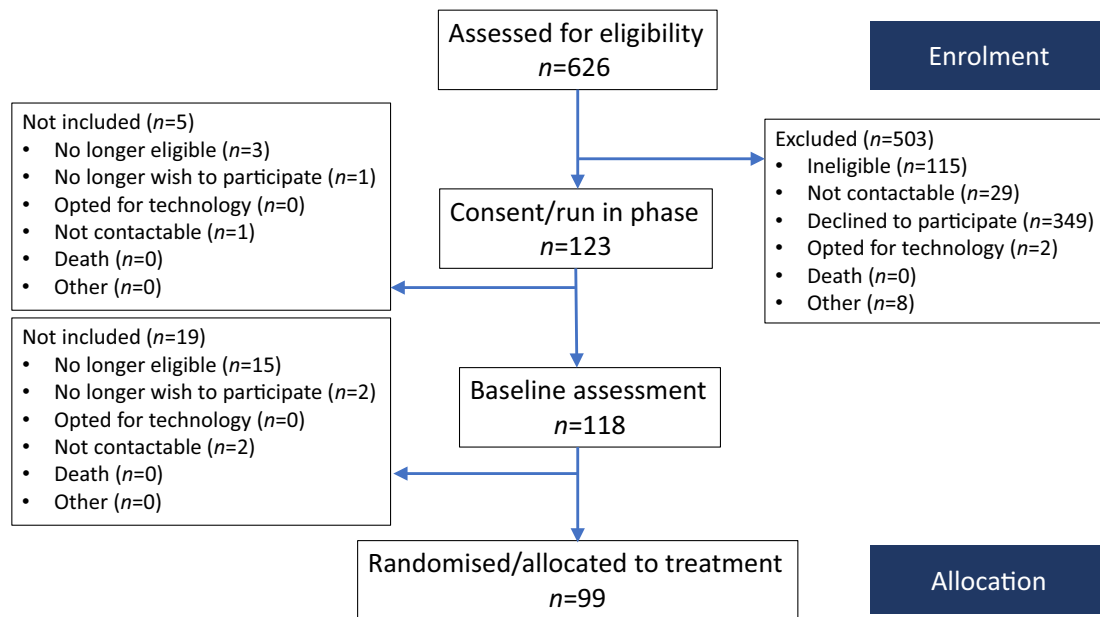 Assessed for eligibility
n=626
Enrolment
Not included (n=5)
• No longer eligible (n=3)
• No longer wish to participate (n=1)
• Opted for technology (n=0)
• Not contactable (n=1)
• Death (n=0)
• Other (n=0)
Excluded (n=503)
• Ineligible (n=115)
• Not contactable (n=29)
• Declined to participate (n=349)
• Opted for technology (n=2)
• Death (n=0)
• Other (n=8)
Consent/run in phase
n=123
Not included (n=19)
• No longer eligible (n=15)
• No longer wish to participate (n=2)
• Opted for technology (n=0)
• Not contactable (n=2)
• Death (n=0)
• Other (n=0)
Baseline assessment
n=118
Randomised/allocated to treatment
n=99
Allocation